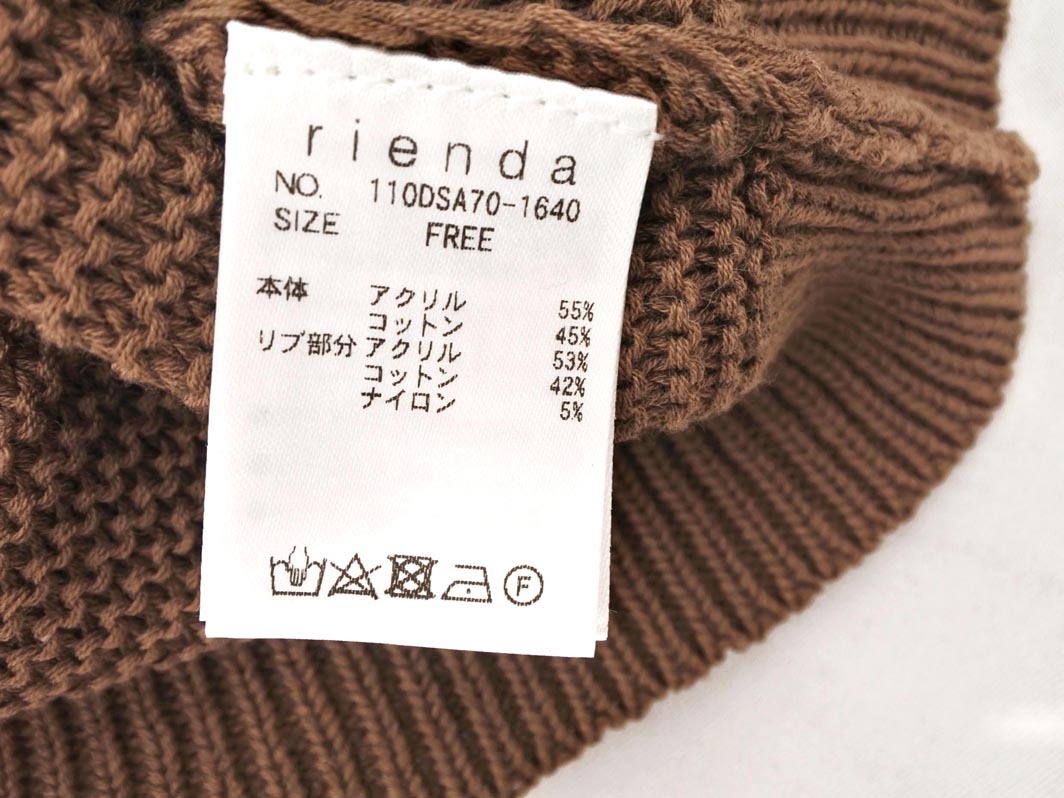 rienda
NO. 110DSA70-1640
SIZE FREE
本体 アクリル 55%
コットン 45%
リブ部分 アクリル 53%
コットン 42%
ナイロン 5%
F